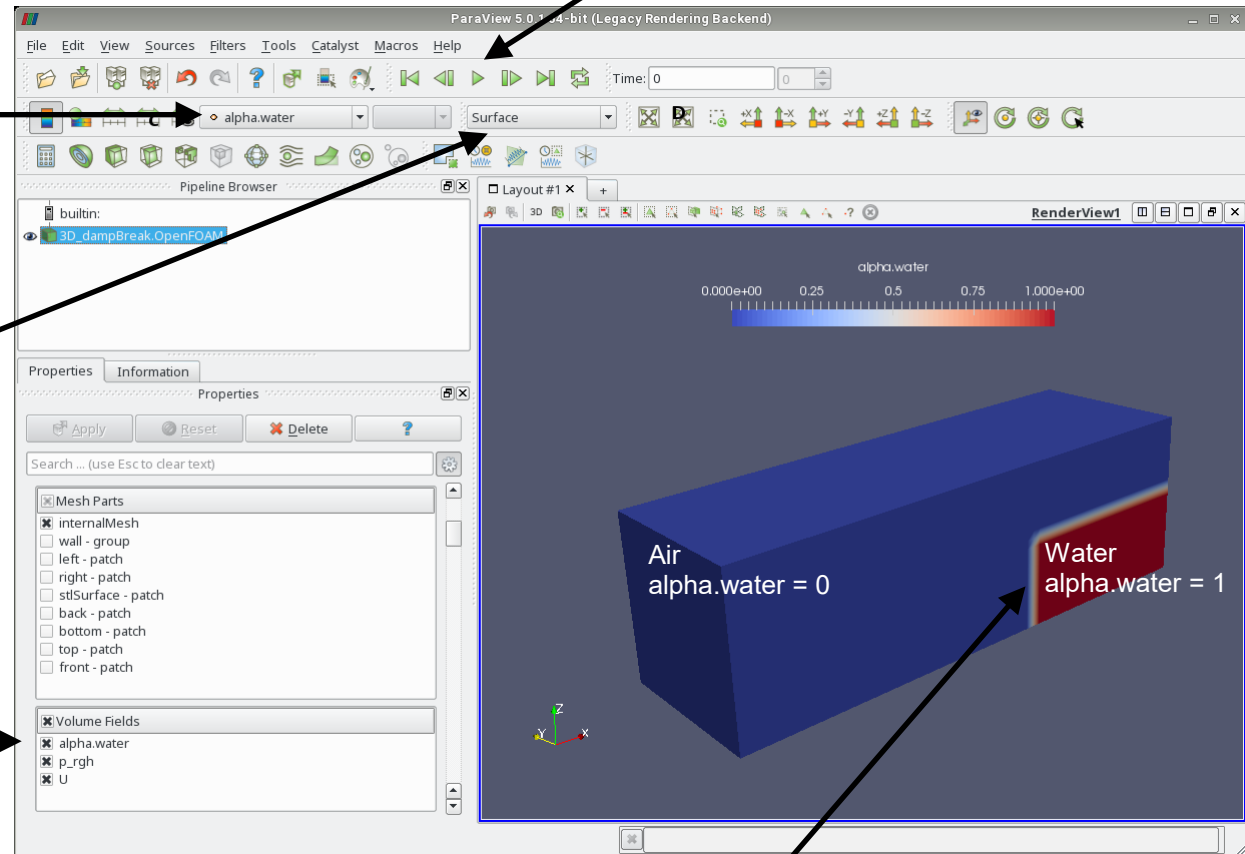 ParaView 5.0.1 64-bit (Legacy Rendering Backend)
File Edit View Sources Filters Tools Catalyst Macros Help
Time: 0 0
alpha.water Surface
Pipeline Browser
builtin:
3D_dampBreak.OpenFOAM
Layout #1 +
3D RenderView1
Properties Information
Properties
Apply Reset Delete ?
Search ... (use Esc to clear text)
Mesh Parts
internalMesh
wall - group
left - patch
right - patch
stlSurface - patch
back - patch
bottom - patch
top - patch
front - patch
Volume Fields
alpha.water
p_rgh
U
alpha.water
0.000e+00 0.25 0.5 0.75 1.000e+00
Air
alpha.water = 0
Water
alpha.water = 1
Z
Y X